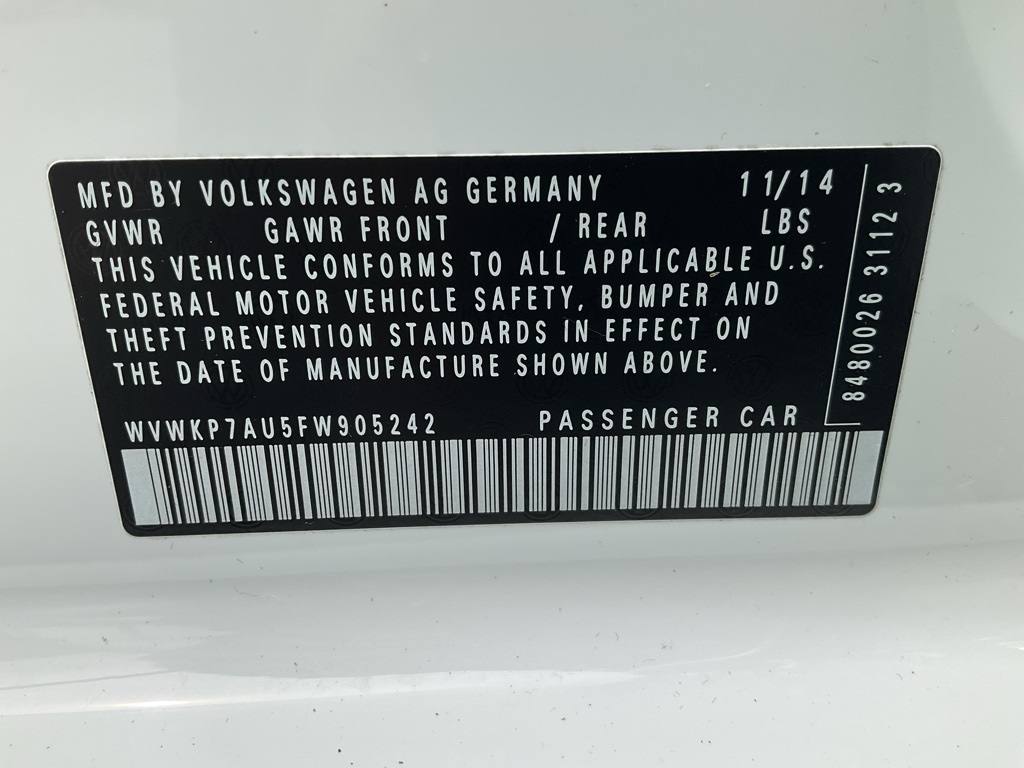 MFD BY VOLKSWAGEN AG GERMANY 11/14
GVWR GAWR FRONT / REAR LBS
THIS VEHICLE CONFORMS TO ALL APPLICABLE U.S.
FEDERAL MOTOR VEHICLE SAFETY, BUMPER AND
THEFT PREVENTION STANDARDS IN EFFECT ON
THE DATE OF MANUFACTURE SHOWN ABOVE.
WVWKP7AU5FW905242 PASSENGER CAR
8480026 31123